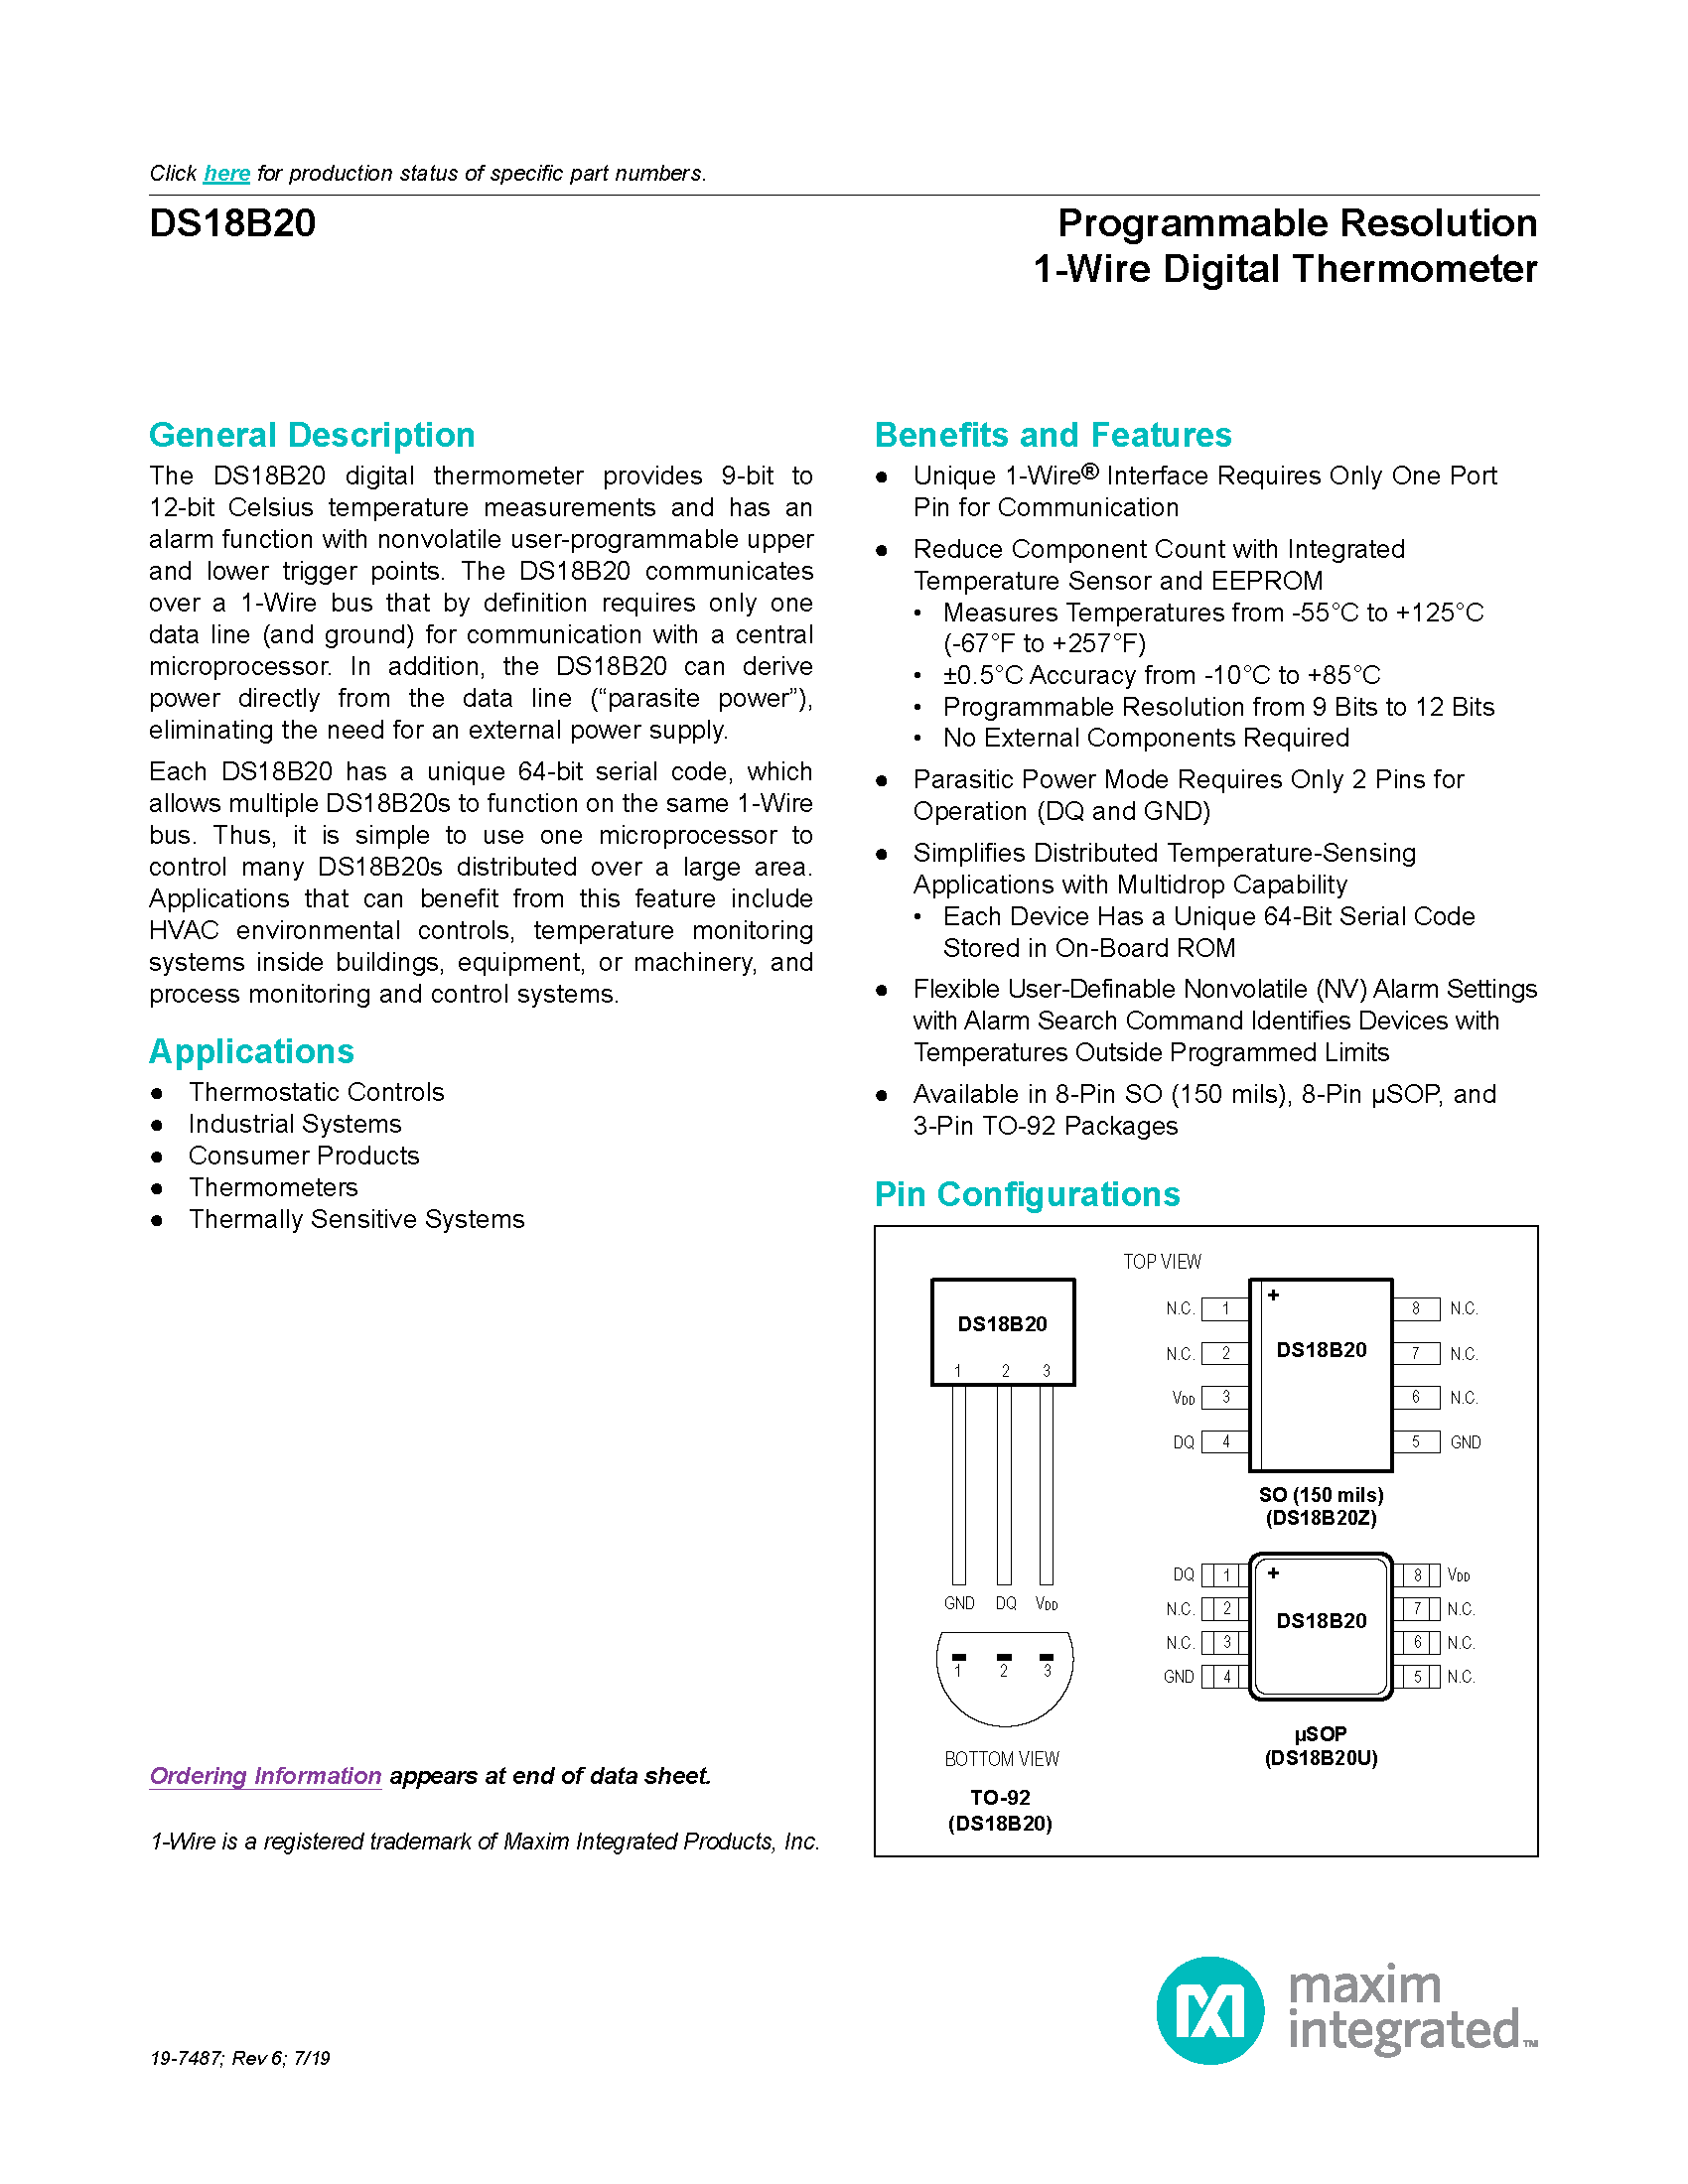 Click here for production status of specific part numbers.
DS18B20
Programmable Resolution
1-Wire Digital Thermometer
General Description
The DS18B20 digital thermometer provides 9-bit to
12-bit Celsius temperature measurements and has an
alarm function with nonvolatile user-programmable upper
and lower trigger points. The DS18B20 communicates
over a 1-Wire bus that by definition requires only one
data line (and ground) for communication with a central
microprocessor. In addition, the DS18B20 can derive
power directly from the data line (“parasite power”),
eliminating the need for an external power supply.
Each DS18B20 has a unique 64-bit serial code, which
allows multiple DS18B20s to function on the same 1-Wire
bus. Thus, it is simple to use one microprocessor to
control many DS18B20s distributed over a large area.
Applications that can benefit from this feature include
HVAC environmental controls, temperature monitoring
systems inside buildings, equipment, or machinery, and
process monitoring and control systems.
Applications
● Thermostatic Controls
● Industrial Systems
● Consumer Products
● Thermometers
● Thermally Sensitive Systems
Ordering Information appears at end of data sheet.
1-Wire is a registered trademark of Maxim Integrated Products, Inc.
Benefits and Features
● Unique 1-Wire® Interface Requires Only One Port
Pin for Communication
● Reduce Component Count with Integrated
Temperature Sensor and EEPROM
• Measures Temperatures from -55°C to +125°C
(-67°F to +257°F)
• ±0.5°C Accuracy from -10°C to +85°C
• Programmable Resolution from 9 Bits to 12 Bits
• No External Components Required
● Parasitic Power Mode Requires Only 2 Pins for
Operation (DQ and GND)
● Simplifies Distributed Temperature-Sensing
Applications with Multidrop Capability
• Each Device Has a Unique 64-Bit Serial Code
Stored in On-Board ROM
● Flexible User-Definable Nonvolatile (NV) Alarm Settings
with Alarm Search Command Identifies Devices with
Temperatures Outside Programmed Limits
● Available in 8-Pin SO (150 mils), 8-Pin µSOP, and
3-Pin TO-92 Packages
Pin Configurations
TOP VIEW
DS18B20
1 2 3
GND DQ VDD
1 2 3
BOTTOM VIEW
TO-92
(DS18B20)
+
N.C. 1 8 N.C.
N.C. 2 DS18B20 7 N.C.
VDD 3 6 N.C.
DQ 4 5 GND
SO (150 mils)
(DS18B20Z)
DQ 1 + 8 VDD
N.C. 2 DS18B20 7 N.C.
N.C. 3 6 N.C.
GND 4 5 N.C.
µSOP
(DS18B20U)
maxim
integrated™
19-7487; Rev 6; 7/19